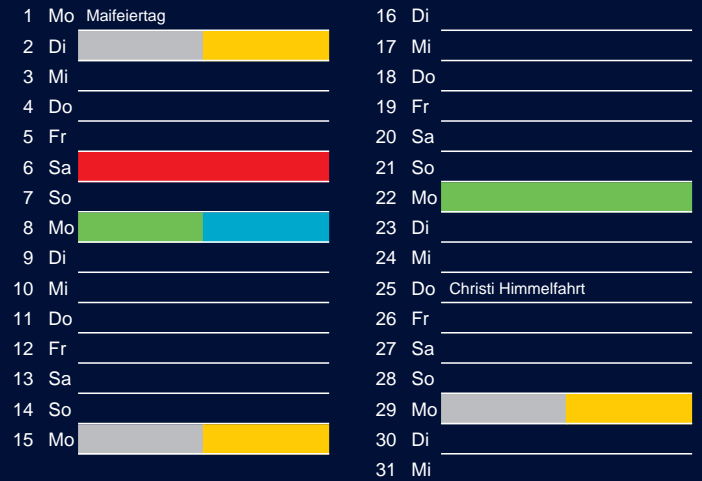 1 Mo Maifeiertag
2 Di
3 Mi
4 Do
5 Fr
6 Sa
7 So
8 Mo
9 Di
10 Mi
11 Do
12 Fr
13 Sa
14 So
15 Mo
16 Di
17 Mi
18 Do
19 Fr
20 Sa
21 So
22 Mo
23 Di
24 Mi
25 Do Christi Himmelfahrt
26 Fr
27 Sa
28 So
29 Mo
30 Di
31 Mi